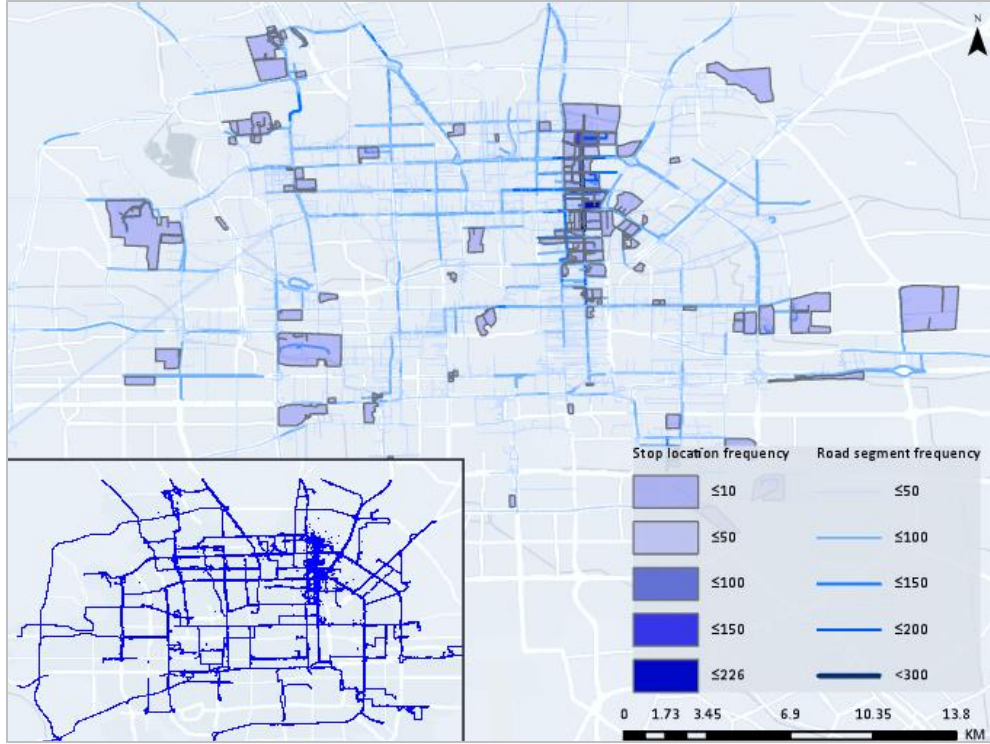 N
Stop location frequency Road segment frequency
≤10 ≤50
≤50 ≤100
≤100 ≤150
≤150 ≤200
≤226 <300
0 1.73 3.45 6.9 10.35 13.8
KM